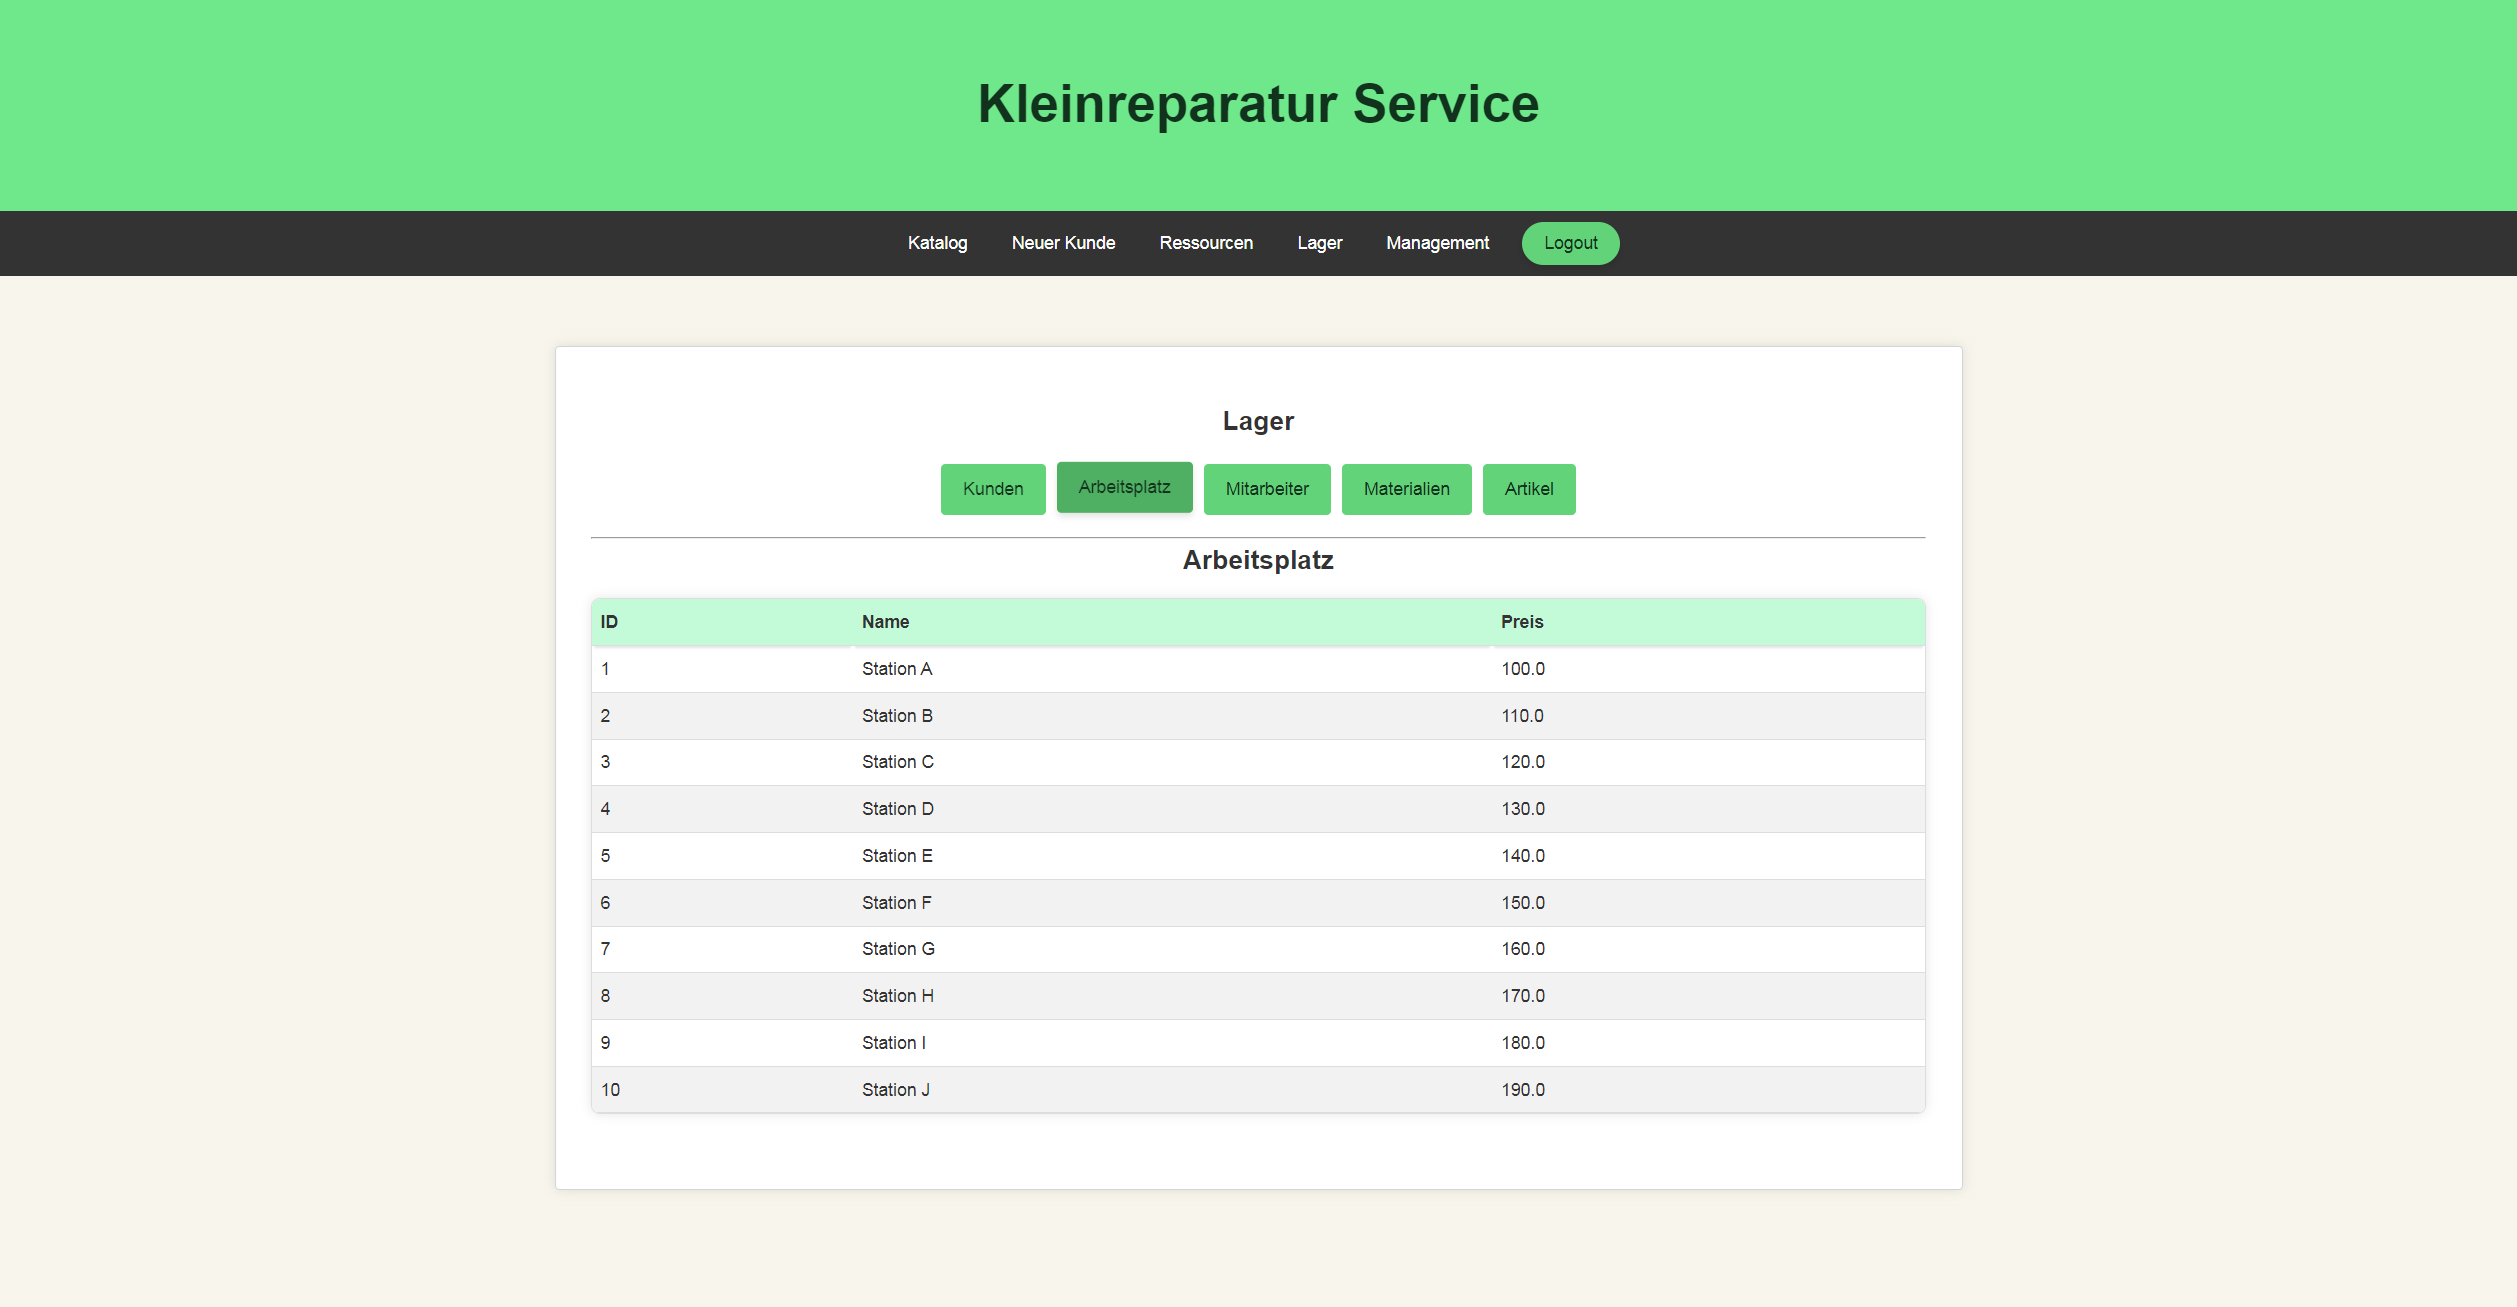 Kleinreparatur Service
Katalog Neuer Kunde Ressourcen Lager Management Logout
Lager
Kunden Arbeitsplatz Mitarbeiter Materialien Artikel
Arbeitsplatz
ID Name Preis
1 Station A 100.0
2 Station B 110.0
3 Station C 120.0
4 Station D 130.0
5 Station E 140.0
6 Station F 150.0
7 Station G 160.0
8 Station H 170.0
9 Station I 180.0
10 Station J 190.0